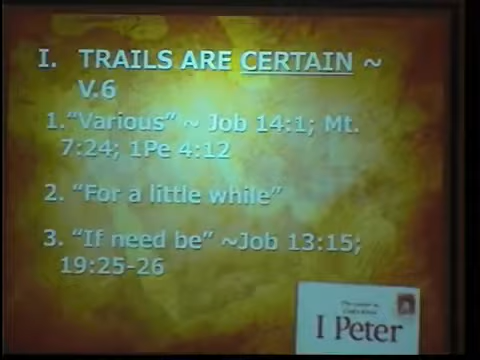 I. TRAILS ARE CERTAIN ~
V.6
1."Various" ~ Job 14:1; Mt.
7:24; 1Pe 4:12
2. "For a little while"
3. "If need be" ~Job 13:15;
19:25-26
I Peter